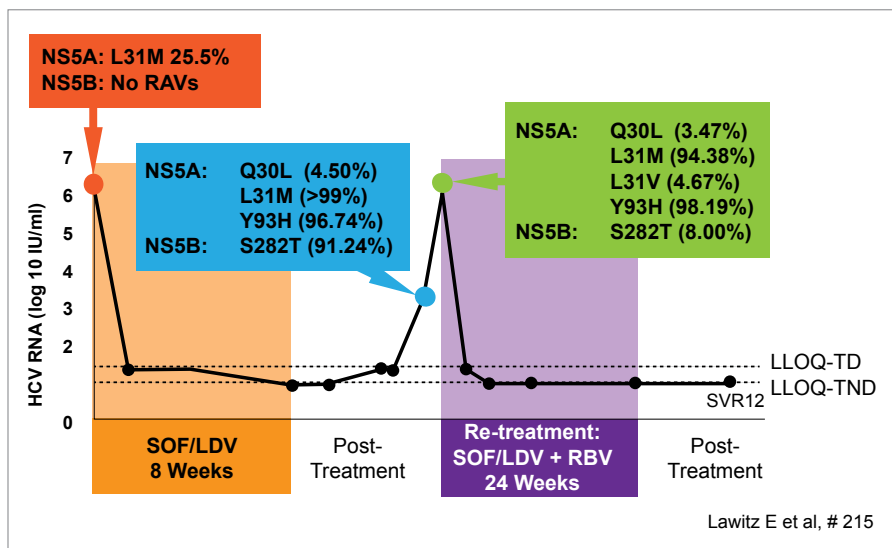 NS5A: L31M 25.5%
NS5B: No RAVs
NS5A: Q30L (4.50%)
L31M (>99%)
Y93H (96.74%)
NS5B: S282T (91.24%)
NS5A: Q30L (3.47%)
L31M (94.38%)
L31V (4.67%)
Y93H (98.19%)
NS5B: S282T (8.00%)
HCV RNA (log 10 IU/ml)
7
6
5
4
3
2
1
0
LLOQ-TD
LLOQ-TND
SVR12
SOF/LDV
8 Weeks
Post-
Treatment
Re-treatment:
SOF/LDV + RBV
24 Weeks
Post-
Treatment
Lawitz E et al, # 215